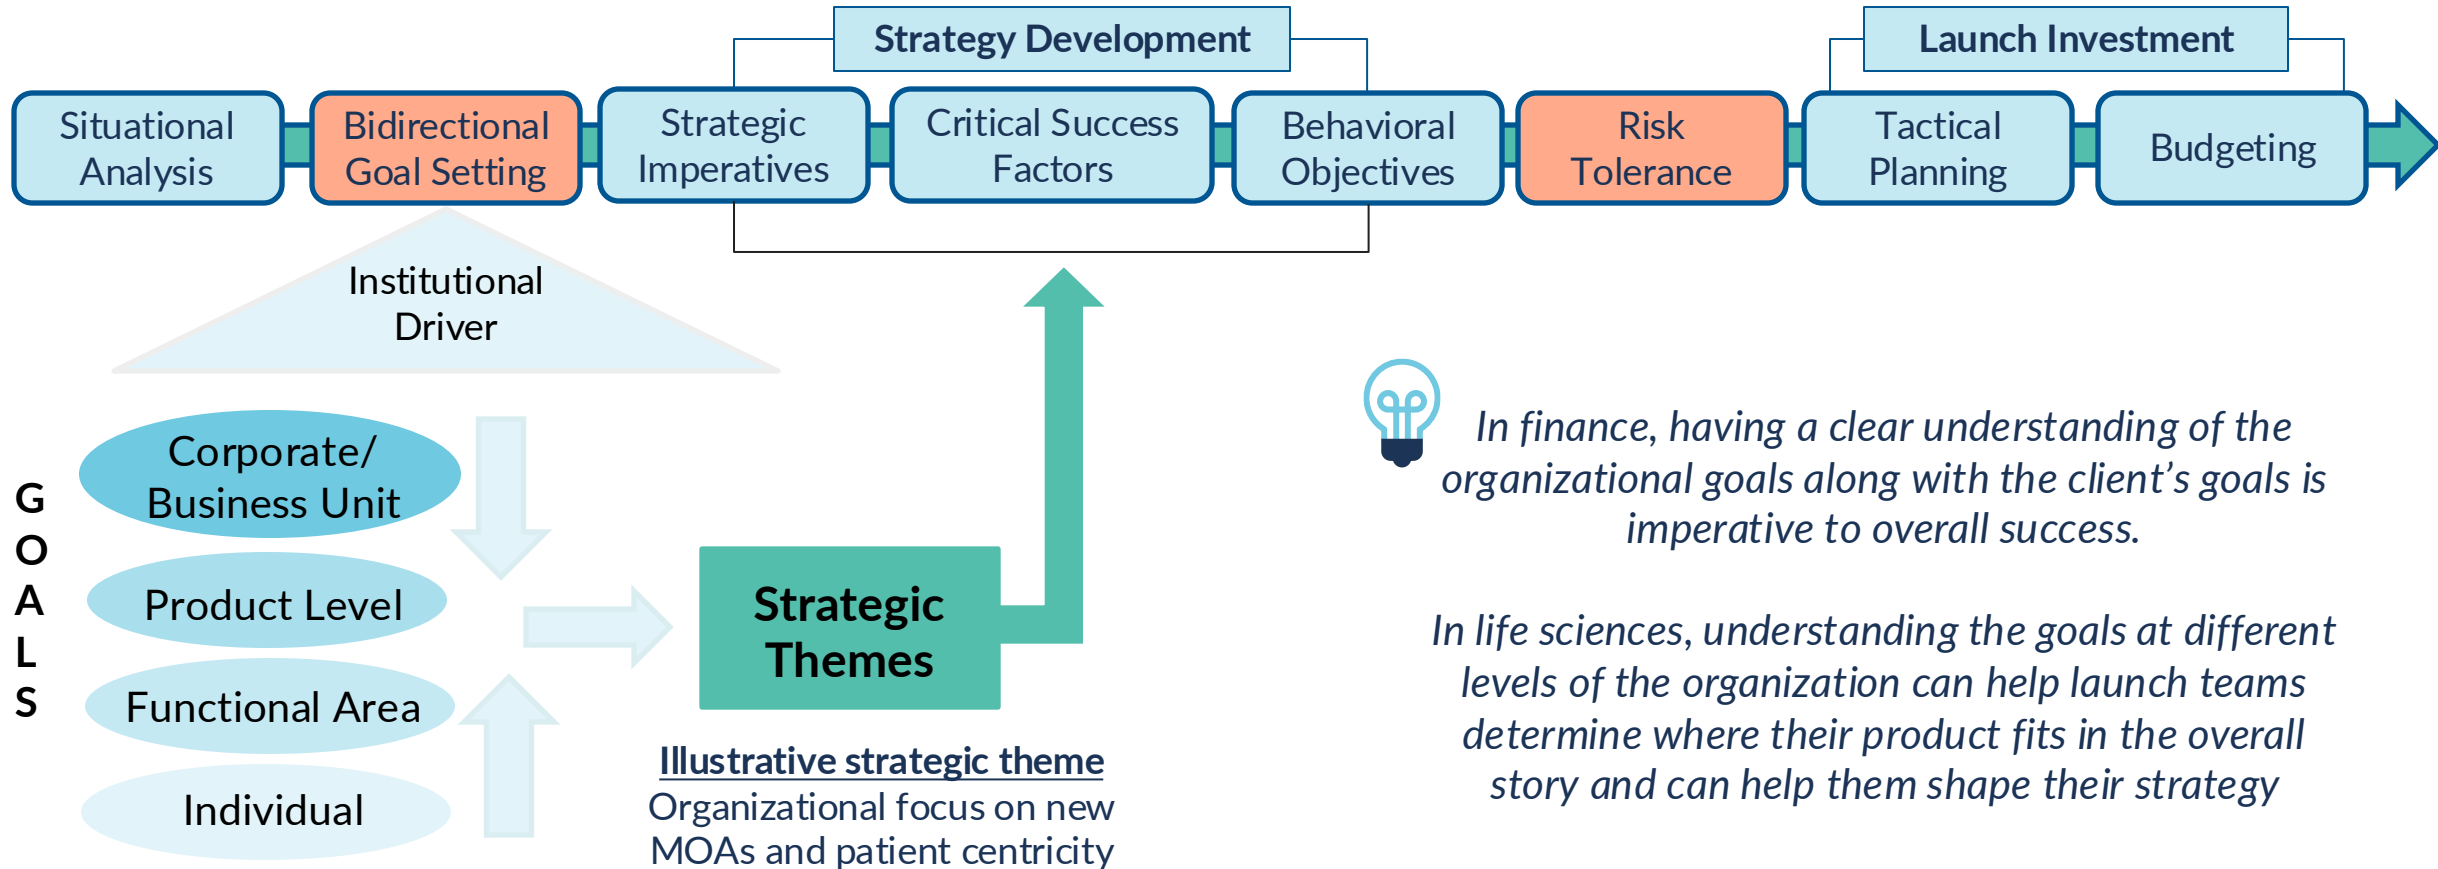 Strategy Development
Launch Investment
Situational
Analysis
Bidirectional
Goal Setting
Strategic
Imperatives
Critical Success
Factors
Behavioral
Objectives
Risk
Tolerance
Tactical
Planning
Budgeting
Institutional
Driver
G
O
A
L
S
Corporate/
Business Unit
Product Level
Functional Area
Individual
Strategic
Themes
Illustrative strategic theme
Organizational focus on new
MOAs and patient centricity
In finance, having a clear understanding of the
organizational goals along with the client’s goals is
imperative to overall success.
In life sciences, understanding the goals at different
levels of the organization can help launch teams
determine where their product fits in the overall
story and can help them shape their strategy